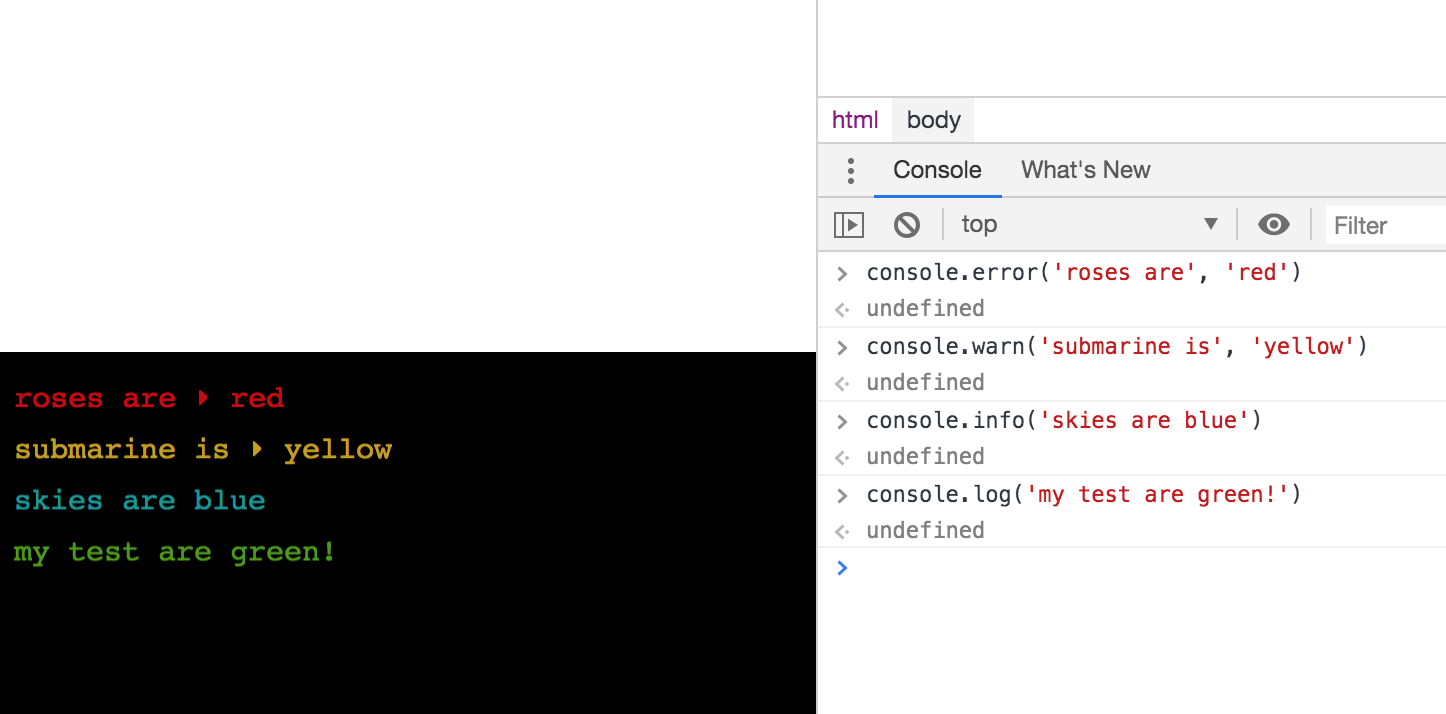 roses are ▸ red
submarine is ▸ yellow
skies are blue
my test are green!
html body
Console What's New
top ▼ Filter
> console.error('roses are', 'red')
<· undefined
> console.warn('submarine is', 'yellow')
<· undefined
> console.info('skies are blue')
<· undefined
> console.log('my test are green!')
<· undefined
>